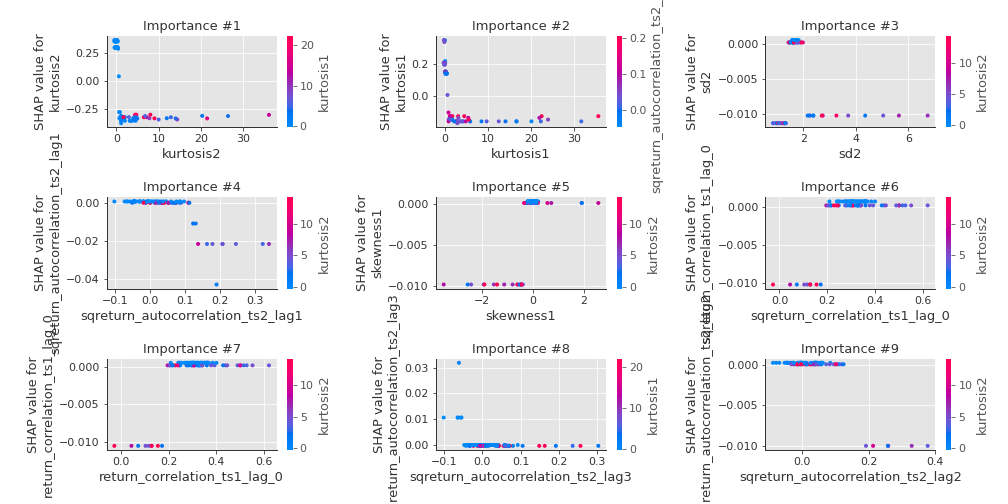 Importance #1
SHAP value for
kurtosis2
0.25
0.00
−0.25
0
10
20
30
kurtosis2
20
10
0
kurtosis1
Importance #2
SHAP value for
kurtosis1
0.2
0.0
0
10
20
30
kurtosis1
0.2
0.1
0.0
sqreturn_autocorrelation_ts2_
Importance #3
SHAP value for
sd2
0.000
−0.005
−0.010
2
4
6
sd2
10
5
0
kurtosis2
Importance #4
SHAP value for
sqreturn_autocorrelation_ts2_lag1
0.00
−0.02
−0.04
−0.1
0.0
0.1
0.2
0.3
sqreturn_autocorrelation_ts2_lag1
10
5
0
kurtosis2
Importance #5
SHAP value for
skewness1
0.000
−0.005
−0.010
−2
0
2
skewness1
10
5
0
kurtosis2
Importance #6
SHAP value for
sqreturn_correlation_ts1_lag_0
0.000
−0.005
−0.010
0.0
0.2
0.4
0.6
sqreturn_correlation_ts1_lag_0
10
5
0
kurtosis2
Importance #7
SHAP value for
return_correlation_ts1_lag_0
0.000
−0.005
−0.010
0.0
0.2
0.4
0.6
return_correlation_ts1_lag_0
10
5
0
kurtosis2
Importance #8
SHAP value for
sqreturn_autocorrelation_ts2_lag3
0.03
0.02
0.01
0.00
−0.1
0.0
0.1
0.2
0.3
sqreturn_autocorrelation_ts2_lag3
20
10
0
kurtosis1
Importance #9
SHAP value for
sqreturn_autocorrelation_ts2_lag2
0.000
−0.005
−0.010
0.0
0.2
0.4
sqreturn_autocorrelation_ts2_lag2
10
5
0
kurtosis2